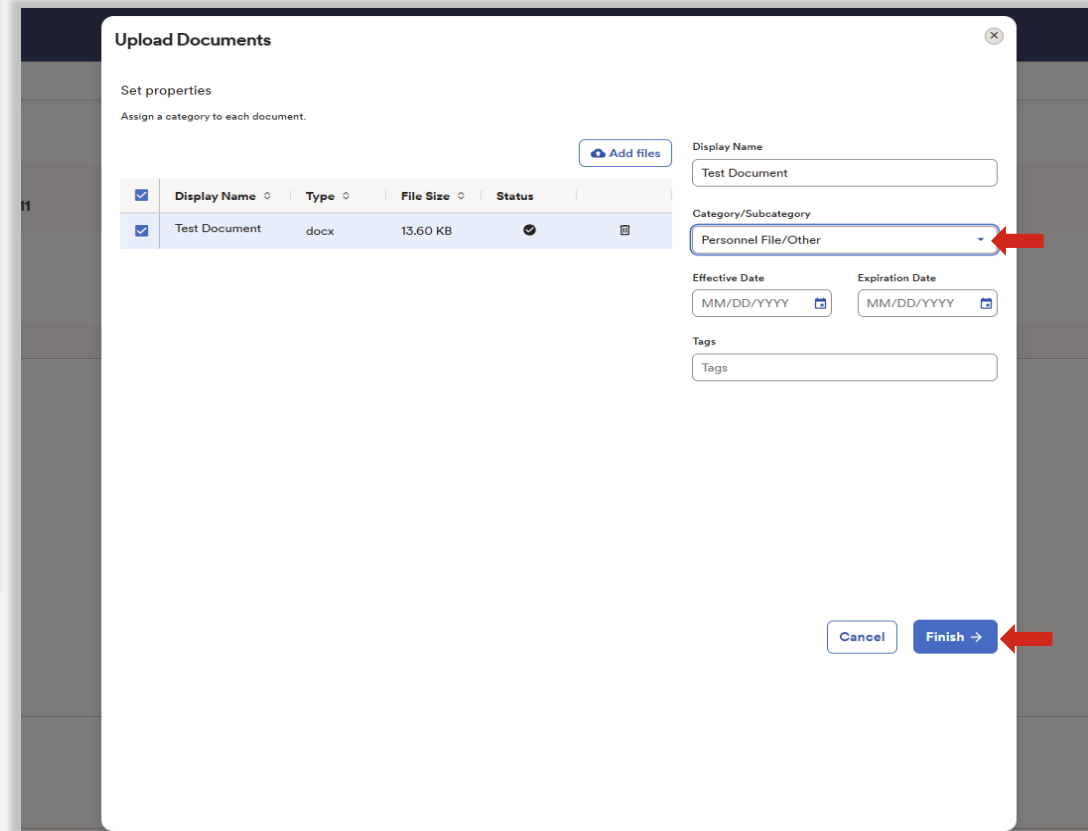 Upload Documents
Set properties
Assign a category to each document.
Add files
Display Name Type File Size Status
Test Document docx 13.60 KB
Display Name
Test Document
Category/Subcategory
Personnel File/Other
Effective Date Expiration Date
MM/DD/YYYY MM/DD/YYYY
Tags
Tags
Cancel Finish →
11